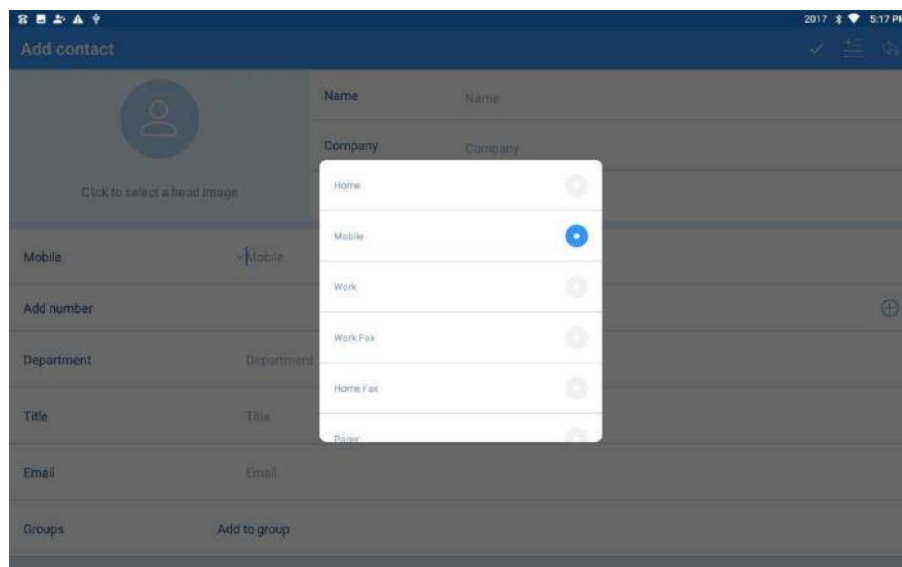 2017 5:17 PM
Add contact
Name Name
Company Company
Click to select a head image
Home
Mobile
Work
Work Fax
Home Fax
Pager
Mobile Mobile
Add number
Department Department
Title Title
Email Email
Groups Add to group